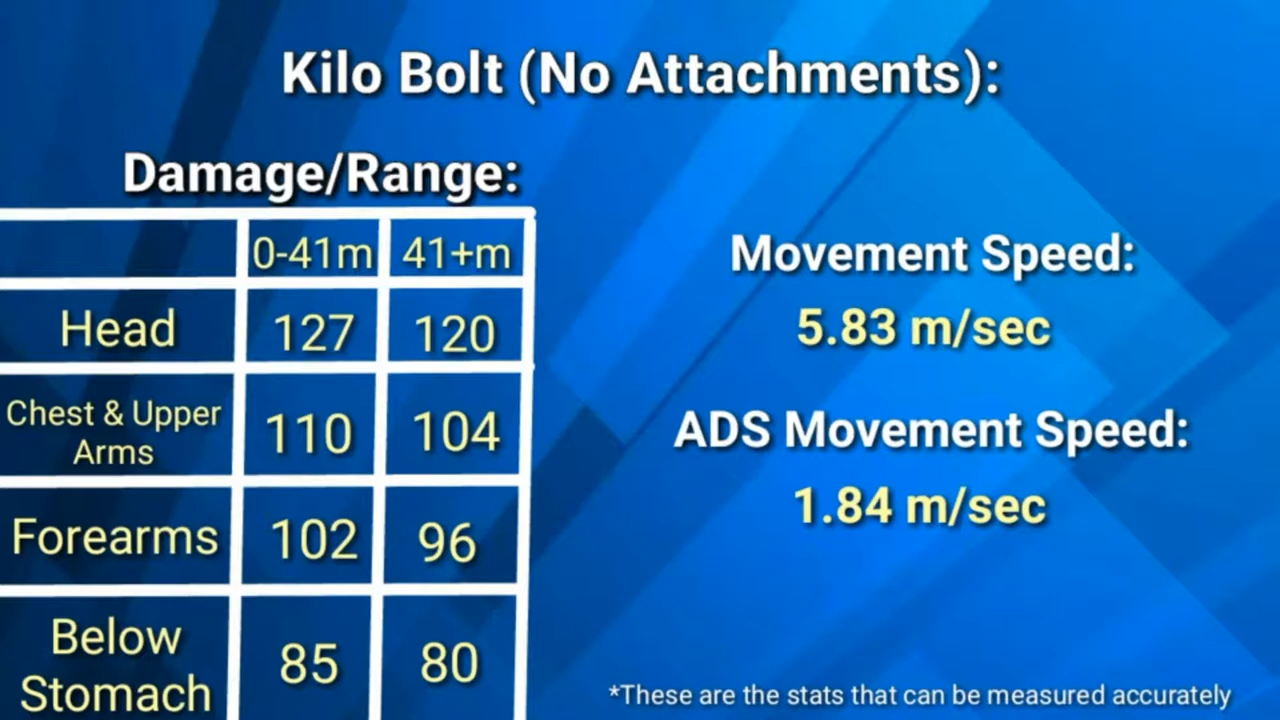 Kilo Bolt (No Attachments):
Damage/Range:
0-41m 41+m
Head 127 120
Chest & Upper
Arms 110 104
Forearms 102 96
Below
Stomach 85 80
Movement Speed:
5.83 m/sec
ADS Movement Speed:
1.84 m/sec
*These are the stats that can be measured accurately